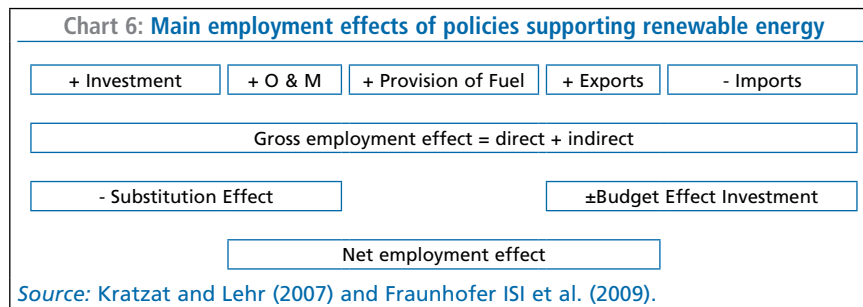 Chart 6: Main employment effects of policies supporting renewable energy
+ Investment + O & M + Provision of Fuel + Exports - Imports
Gross employment effect = direct + indirect
- Substitution Effect ±Budget Effect Investment
Net employment effect
Source: Kratzat and Lehr (2007) and Fraunhofer ISI et al. (2009).